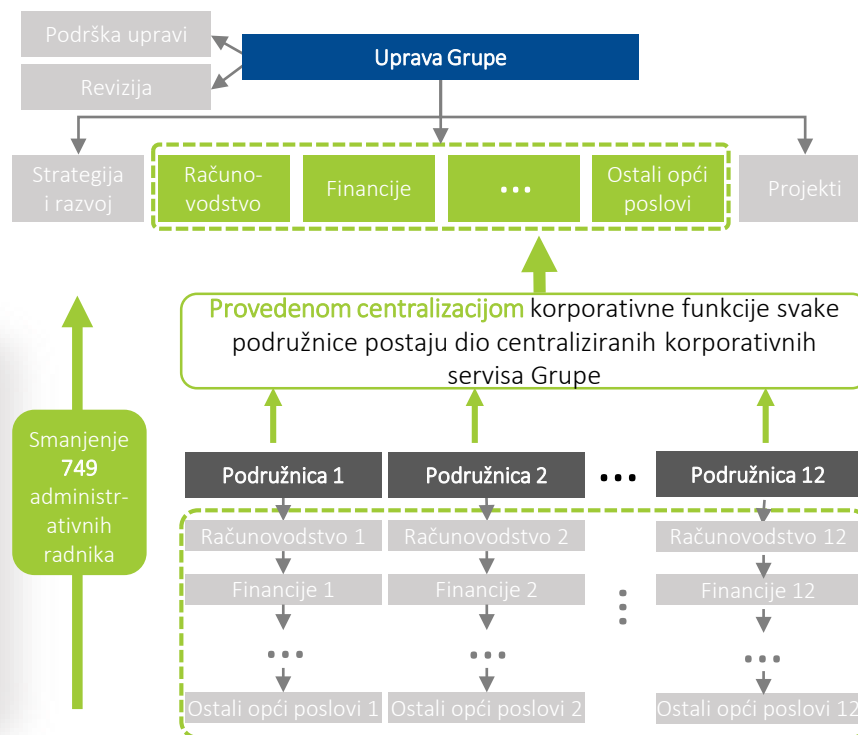 Podrška upravi
Uprava Grupe
Revizija
Strategija
i razvoj
Računo-
vodstvo
Financije
...
Ostali opći
poslovi
Projekti
Provedenom centralizacijom korporativne funkcije svake
podružnice postaju dio centraliziranih korporativnih
servisa Grupe
Smanjenje
749
administr-
ativnih
radnika
Podružnica 1
Podružnica 2
...
Podružnica 12
Računovodstvo 1
Računovodstvo 2
Računovodstvo 12
Financije 1
Financije 2
...
Financije 12
...
...
...
Ostali opći poslovi 1
Ostali opći poslovi 2
Ostali opći poslovi 12